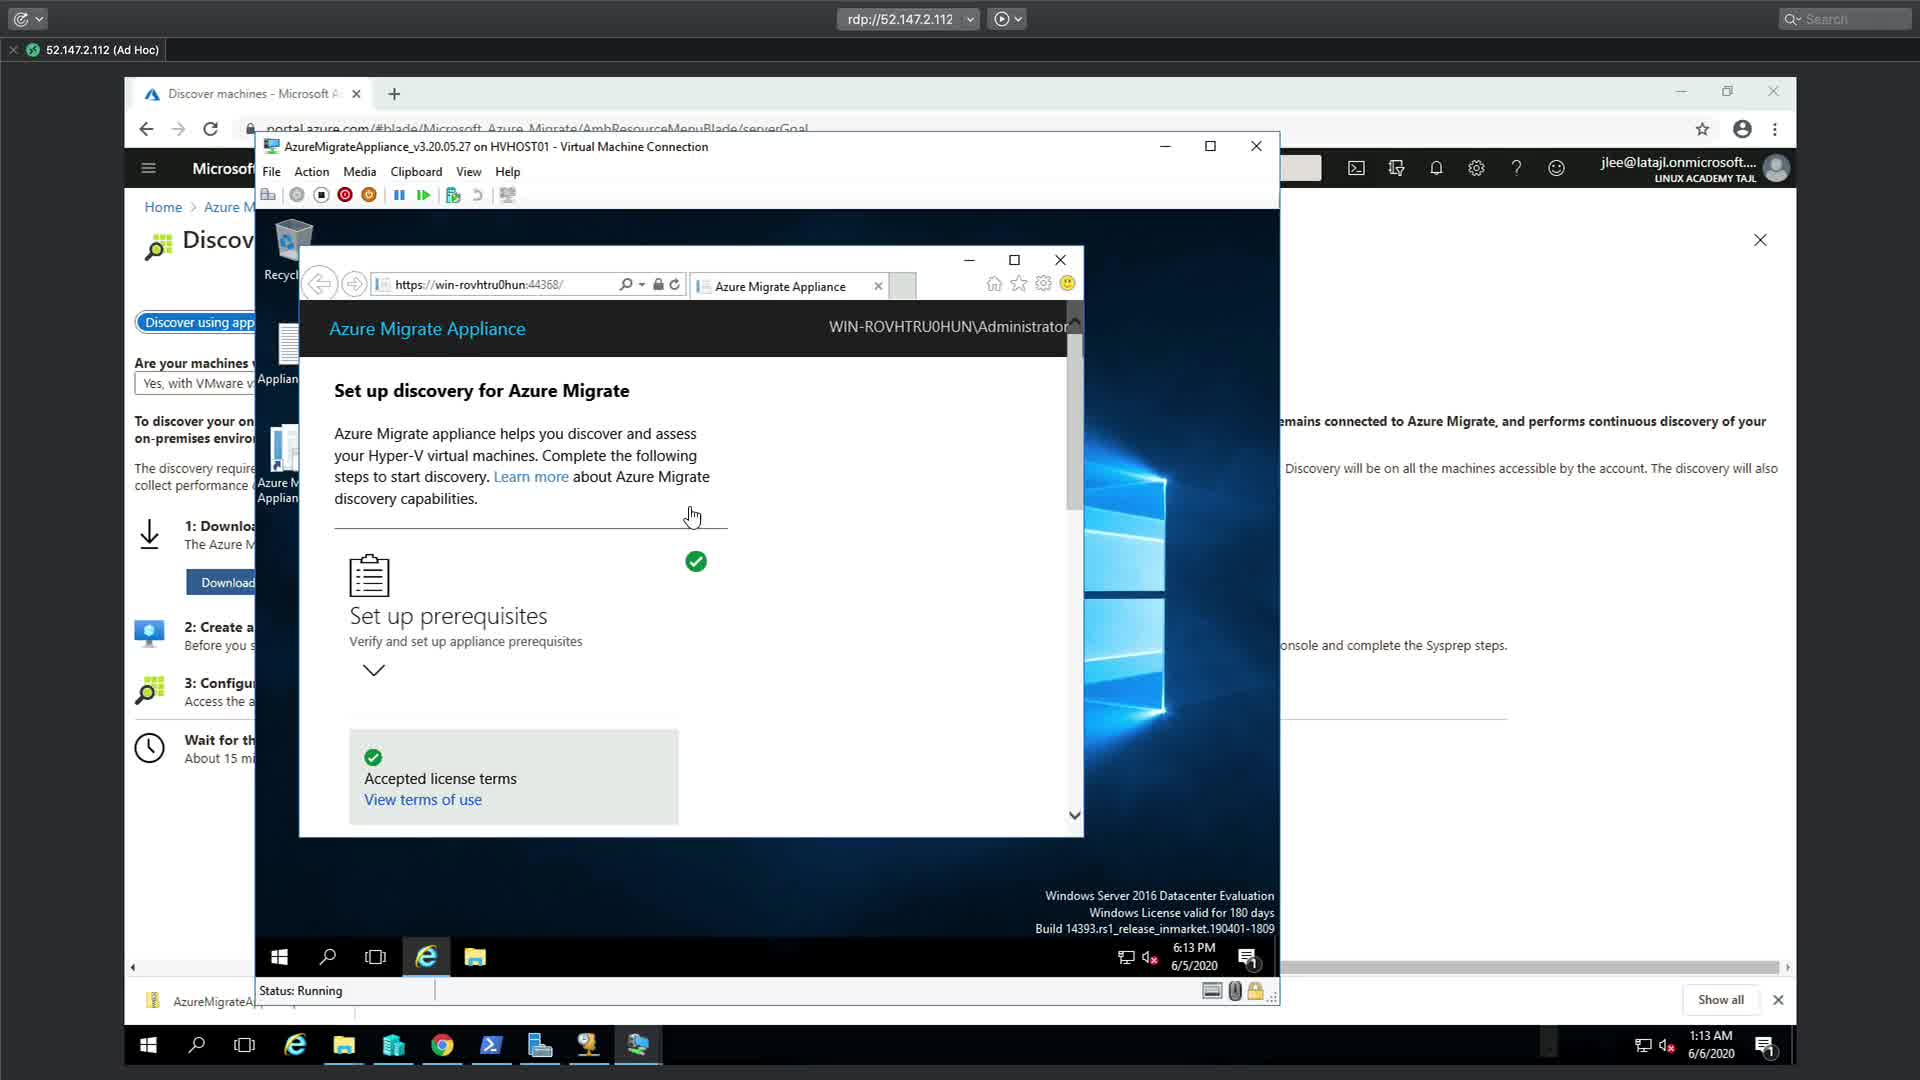 rdp://52.147.2.112
Search
52.147.2.112 (Ad Hoc)
Discover machines - Microsoft A
portal.azure.com/#blade/Microsoft_Azure_Migrate/AmhResourceMenuBlade/serverGoal
AzureMigrateAppliance_v3.20.05.27 on HVHOST01 - Virtual Machine Connection
File Action Media View Help
Microsof
jlee@latajl.onmicrosoft....
LINUX ACADEMY TAJL
Home > Azure M
Discov
Discover using app
Are your machines v
Yes, with VMware v
To discover your on
on-premises enviro
emains connected to Azure Migrate, and performs continuous discovery of your
The discovery require
collect performance
Discovery will be on all the machines accessible by the account. The discovery will also
1: Downloa
The Azure M
Download
2: Create a
Before you s
onsole and complete the Sysprep steps.
3: Configu
Access the a
Wait for th
About 15 mi
Recycl
Applian
Azure M
Applian
https://win-rovhtru0hun:44368/
Azure Migrate Appliance
Azure Migrate Appliance
WIN-ROVHTRU0HUN\Administrator
Set up discovery for Azure Migrate
Azure Migrate appliance helps you discover and assess
your Hyper-V virtual machines. Complete the following
steps to start discovery. Learn more about Azure Migrate
discovery capabilities.
Set up prerequisites
Verify and set up appliance prerequisites
Accepted license terms
View terms of use
Windows Server 2016 Datacenter Evaluation
Windows License valid for 180 days
Build 14393.rs1_release_inmarket.190401-1809
6:13 PM
6/5/2020
1
Status: Running
AzureMigrateAp
Show all
1:13 AM
6/6/2020
1